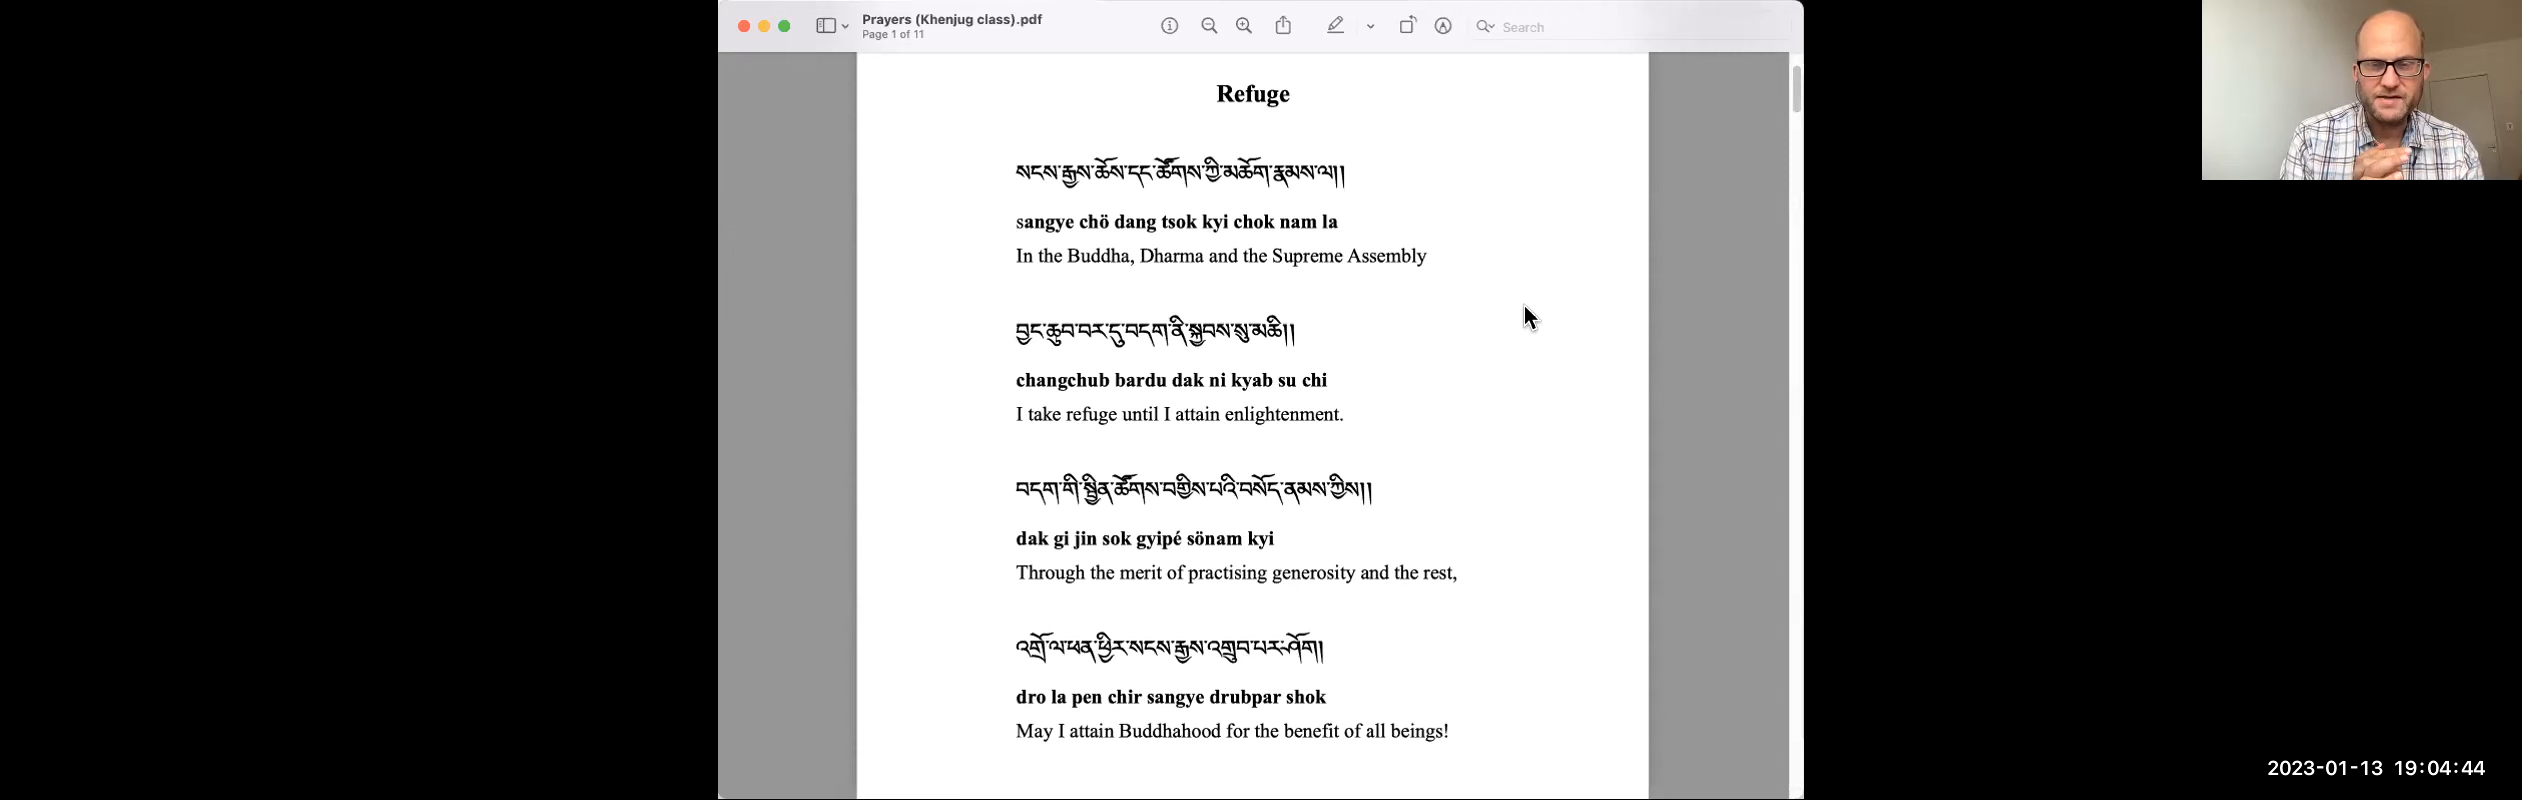 Prayers (Khenjug class).pdf
Page 1 of 11
Search
Refuge
སངས་རྒྱས་ཆོས་དང་ཚོགས་ཀྱི་མཆོག་རྣམས་ལ།།
sangye chö dang tsok kyi chok nam la
In the Buddha, Dharma and the Supreme Assembly
བྱང་ཆུབ་བར་དུ་བདག་ནི་སྐྱབས་སུ་མཆི།།
changchub bardu dak ni kyab su chi
I take refuge until I attain enlightenment.
བདག་གི་སྦྱིན་ཚོགས་བགྱིས་པའི་བསོད་ནམས་ཀྱིས།།
dak gi jin sok gyipé sönam kyi
Through the merit of practising generosity and the rest,
འགྲོ་ལ་ཕན་ཕྱིར་སངས་རྒྱས་འགྲུབ་པར་ཤོག།
dro la pen chir sangye drubpar shok
May I attain Buddhahood for the benefit of all beings!
2023-01-13 19:04:44